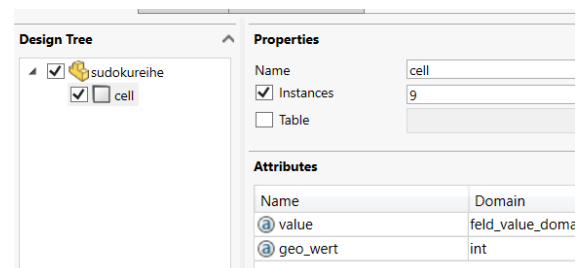 Design Tree
sudokureihe
cell
Properties
Name cell
Instances 9
Table
Attributes
Name Domain
value feld_value_doma
geo_wert int